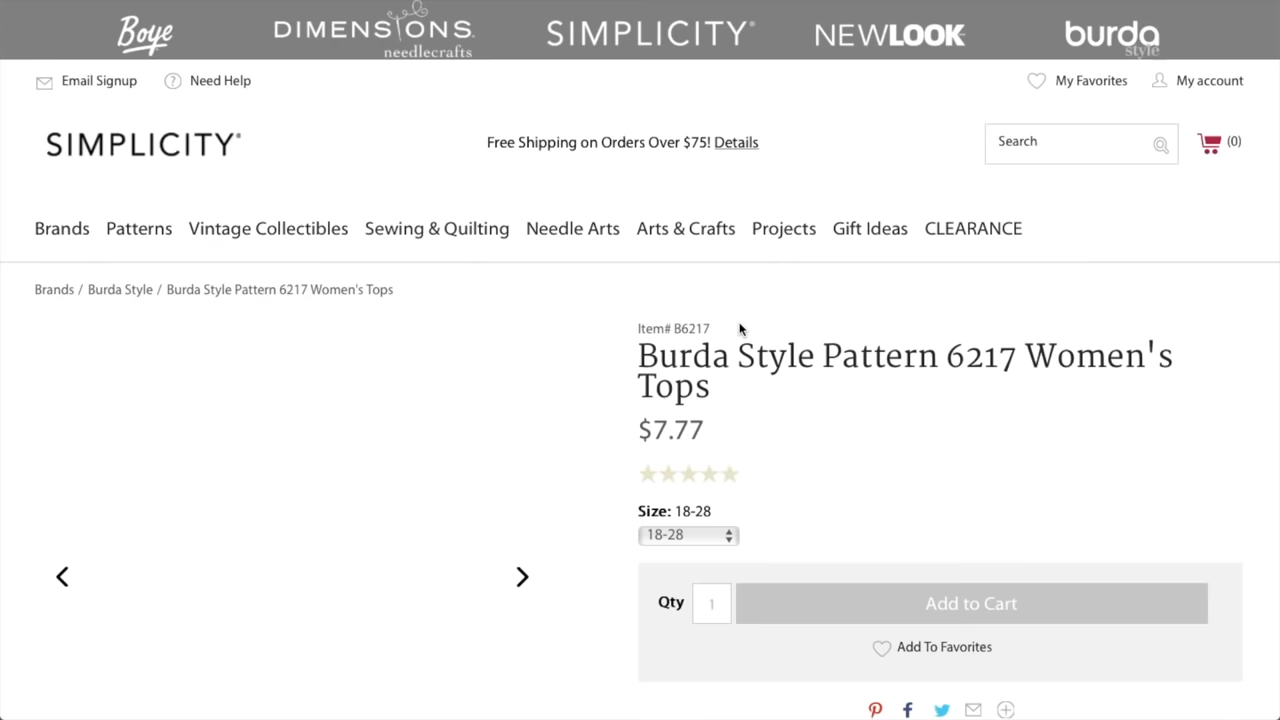 Boye
DIMENSIONS®
needlecrafts
SIMPLICITY®
NEWLOOK
burda
style
Email Signup
Need Help
My Favorites
My account
SIMPLICITY®
Free Shipping on Orders Over $75! Details
Search
(0)
Brands Patterns Vintage Collectibles Sewing & Quilting Needle Arts Arts & Crafts Projects Gift Ideas CLEARANCE
Brands / Burda Style / Burda Style Pattern 6217 Women's Tops
Item# B6217
Burda Style Pattern 6217 Women's
Tops
$7.77
Size: 18-28
18-28
Qty 1 Add to Cart
Add To Favorites